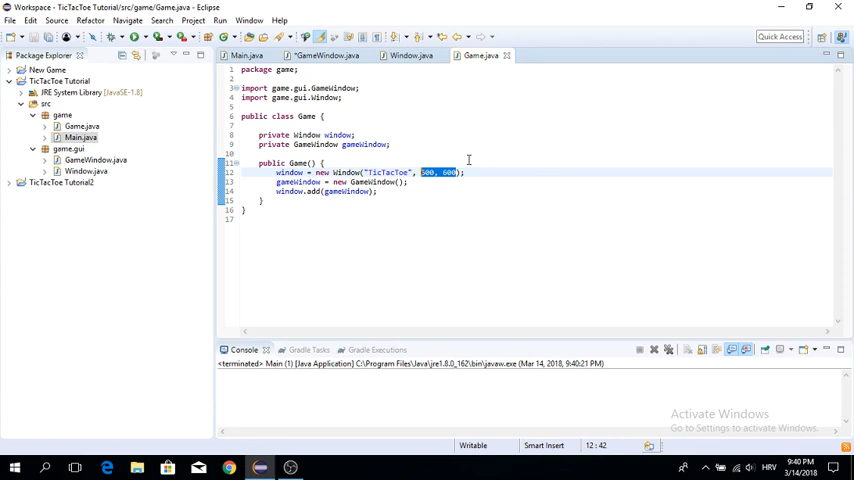 Workspace - TicTacToe Tutorial/src/game/Game.java - Eclipse
File Edit Source Refactor Navigate Search Project Run Window Help
Quick Access
Package Explorer
Main.java *GameWindow.java Window.java Game.java
New Game
TicTacToe Tutorial
JRE System Library [JavaSE-1.8]
src
game
Game.java
Main.java
game.gui
GameWindow.java
Window.java
TicTacToe Tutorial2
1 package game;
2
3 import game.gui.GameWindow;
4 import game.gui.Window;
5
6 public class Game {
7
8 private Window window;
9 private GameWindow gameWindow;
10
11 public Game() {
12 window = new Window("TicTacToe", 500, 600);
13 gameWindow = new GameWindow();
14 window.add(gameWindow);
15 }
16 }
17
Console Gradle Tasks Gradle Executions
<terminated> Main (1) [Java Application] C:\Program Files\Java\jre1.8.0_162\bin\javaw.exe (Mar 14, 2018, 9:40:21 PM)
Activate Windows
Go to Settings to activate Windows.
Writable Smart Insert 12 : 42
HRV
9:40 PM
3/14/2018